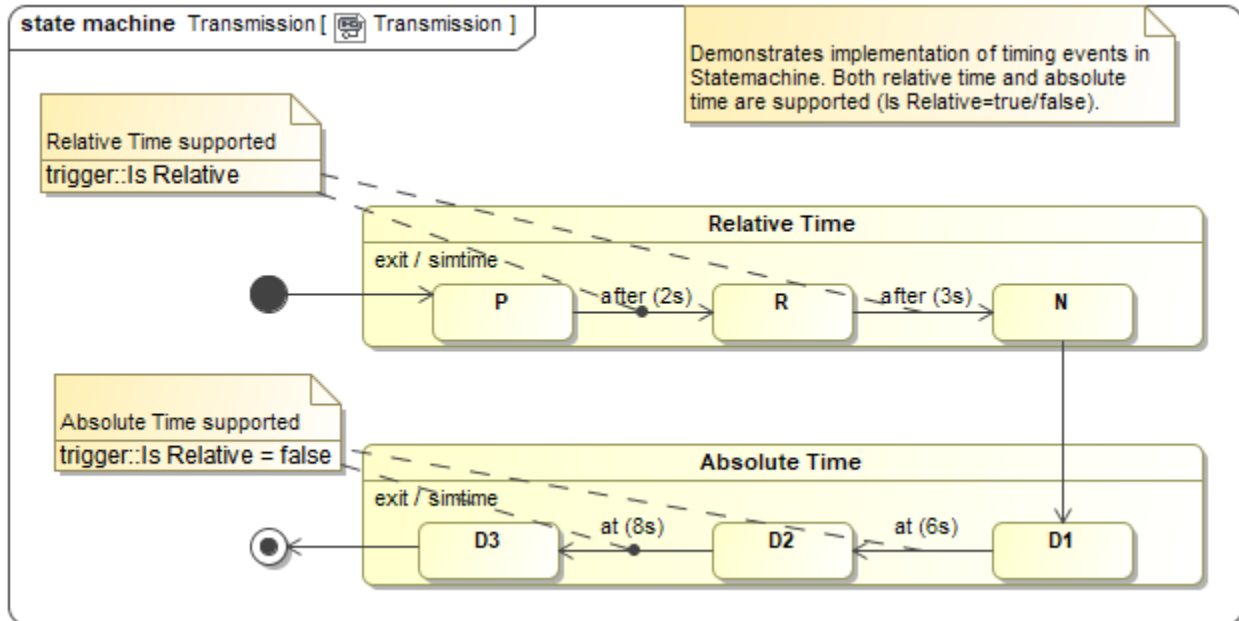 state machine Transmission [ Transmission ]
Demonstrates implementation of timing events in
Statemachine. Both relative time and absolute
time are supported (Is Relative=true/false).
Relative Time supported
trigger::Is Relative
Relative Time
exit / simtime
P
after (2s)
R
after (3s)
N
Absolute Time supported
trigger::Is Relative = false
Absolute Time
exit / simtime
D3
at (8s)
D2
at (6s)
D1